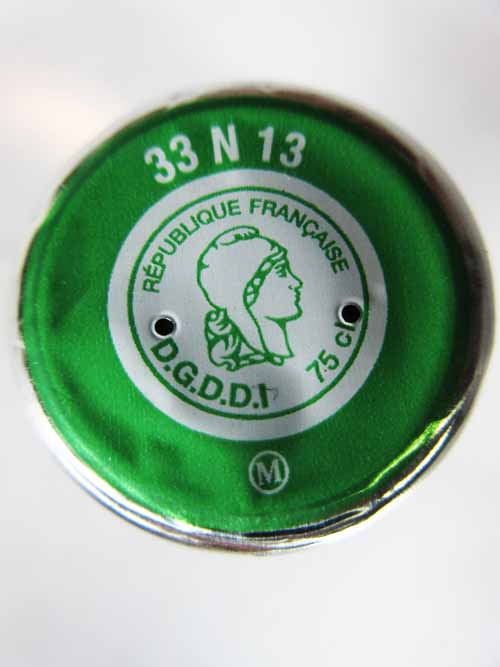 33 N 13
RÉPUBLIQUE FRANÇAISE
D.G.D.D.I
75 cl
M